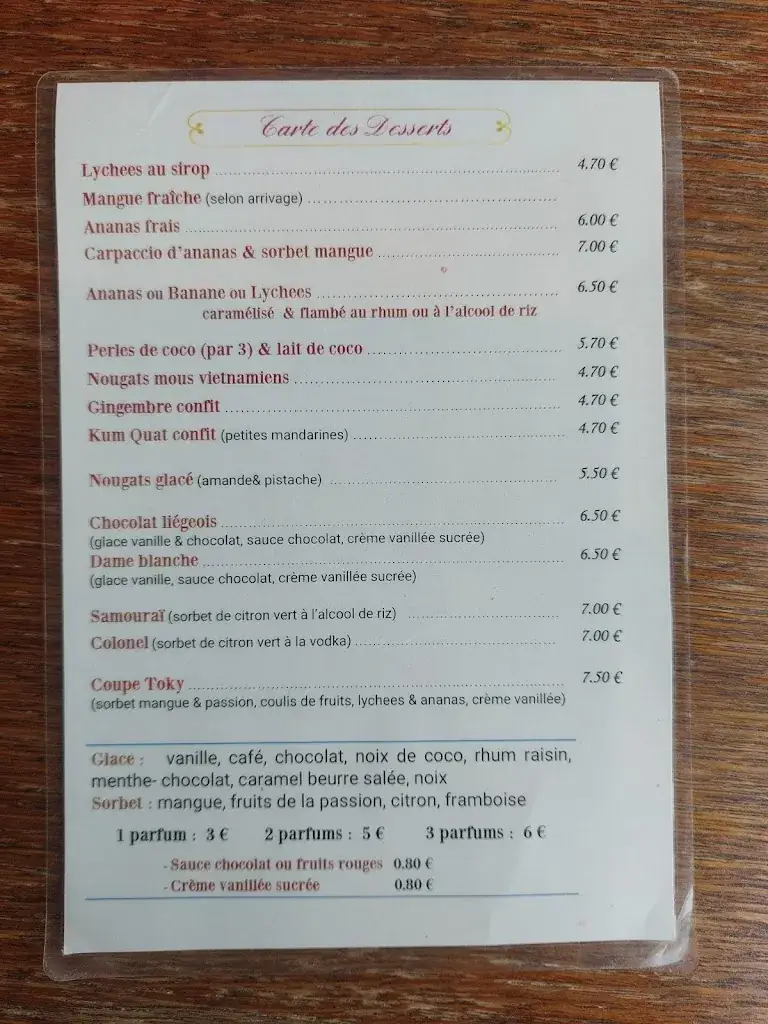 Carte des Desserts
Lychees au sirop 4.70 €
Mangue fraîche (selon arrivage)
Ananas frais 6.00 €
Carpaccio d'ananas & sorbet mangue 7.00 €
Ananas ou Banane ou Lychees 6.50 €
caramélisé & flambé au rhum ou à l'alcool de riz
Perles de coco (par 3) & lait de coco 5.70 €
Nougats mous vietnamiens 4.70 €
Gingembre confit 4.70 €
Kum Quat confit (petites mandarines) 4.70 €
Nougats glacé (amande& pistache) 5.50 €
Chocolat liégeois 6.50 €
(glace vanille & chocolat, sauce chocolat, crème vanillée sucrée)
Dame blanche 6.50 €
(glace vanille, sauce chocolat, crème vanillée sucrée)
Samouraï (sorbet de citron vert à l'alcool de riz) 7.00 €
Colonel (sorbet de citron vert à la vodka) 7.00 €
Coupe Toky 7.50 €
(sorbet mangue & passion, coulis de fruits, lychees & ananas, crème vanillée)
Glace : vanille, café, chocolat, noix de coco, rhum raisin,
menthe- chocolat, caramel beurre salée, noix
Sorbet : mangue, fruits de la passion, citron, framboise
1 parfum : 3 € 2 parfums : 5 € 3 parfums : 6 €
- Sauce chocolat ou fruits rouges 0.80 €
- Crème vanillée sucrée 0.80 €